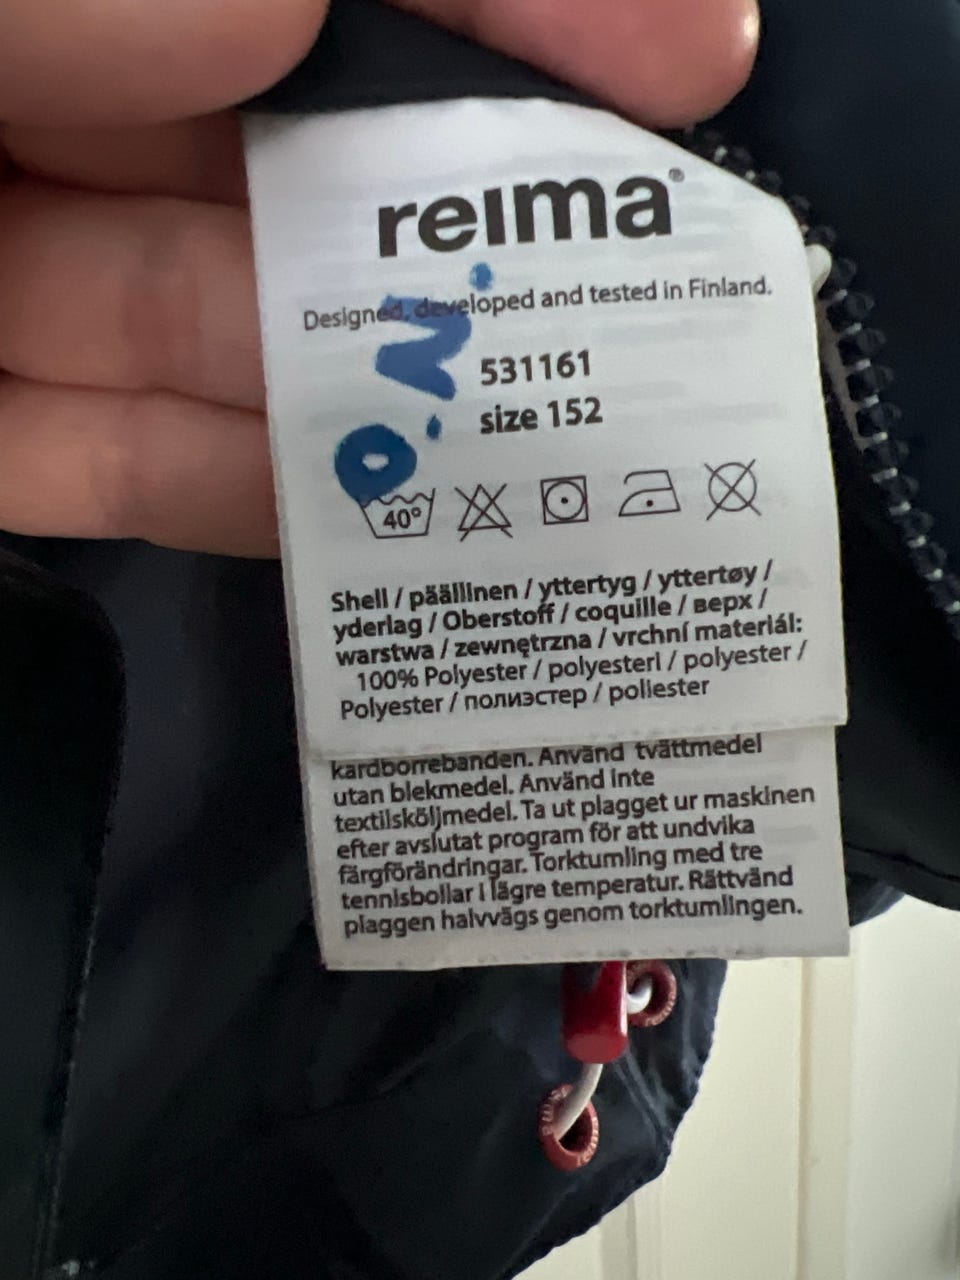 reima®
Designed, developed and tested in Finland.
531161
size 152
40°
Shell / päällinen / yttertyg / yttertøy /
yderlag / Oberstoff / coquille / верх /
warstwa / zewnętrzna / vrchní materiál:
100% Polyester / polyesteri / polyester /
Polyester / полиэстер / poliester
kardborrebanden. Använd tvättmedel
utan blekmedel. Använd inte
textilsköljmedel. Ta ut plagget ur maskinen
efter avslutat program för att undvika
färgförändringar. Torktumling med tre
tennisbollar i lägre temperatur. Rättvänd
plaggen halvvägs genom torktumlingen.